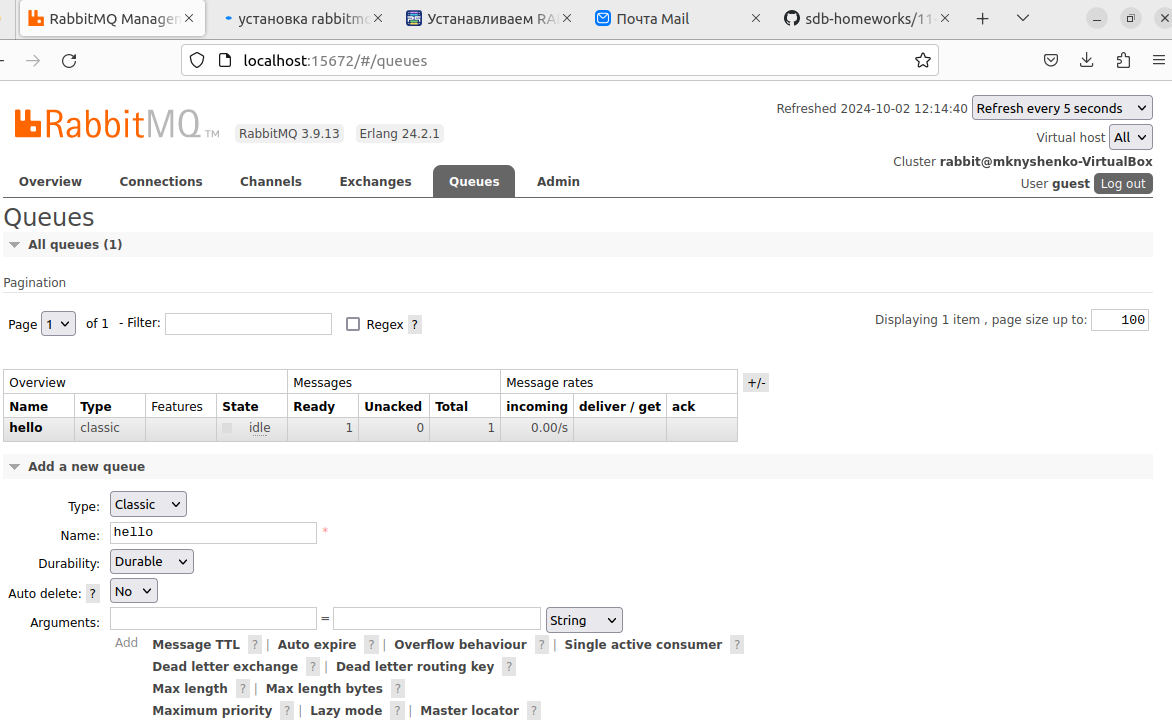 RabbitMQ Managem
установка rabbitmq
Устанавливаем RA
Почта Mail
sdb-homeworks/11-
localhost:15672/#/queues
RabbitMQ TM
RabbitMQ 3.9.13
Erlang 24.2.1
Refreshed 2024-10-02 12:14:40 Refresh every 5 seconds
Virtual host All
Cluster rabbit@mknyshenko-VirtualBox
User guest Log out
Overview Connections Channels Exchanges Queues Admin
Queues
All queues (1)
Pagination
Page 1 of 1 - Filter: Regex ?
Displaying 1 item , page size up to: 100
Overview Messages Message rates +/-
Name Type Features State Ready Unacked Total incoming deliver / get ack
hello classic idle 1 0 1 0.00/s
Add a new queue
Type: Classic
Name: hello *
Durability: Durable
Auto delete: ? No
Arguments: = String
Add Message TTL ? | Auto expire ? | Overflow behaviour ? | Single active consumer ?
Dead letter exchange ? | Dead letter routing key ?
Max length ? | Max length bytes ?
Maximum priority ? | Lazy mode ? | Master locator ?